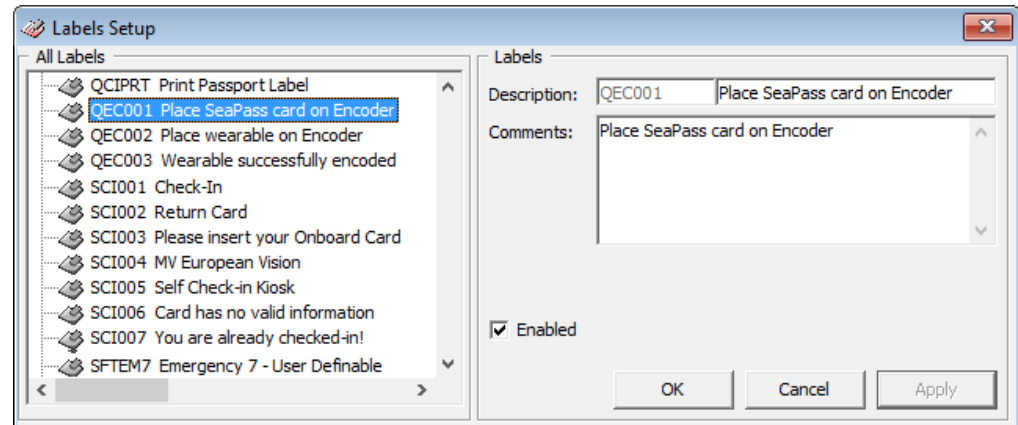 Labels Setup
All Labels
QCIPRT Print Passport Label
QEC001 Place SeaPass card on Encoder
QEC002 Place wearable on Encoder
QEC003 Wearable successfully encoded
SCI001 Check-In
SCI002 Return Card
SCI003 Please insert your Onboard Card
SCI004 MV European Vision
SCI005 Self Check-in Kiosk
SCI006 Card has no valid information
SCI007 You are already checked-in!
SFTEM7 Emergency 7 - User Definable
Labels
Description: QEC001 Place SeaPass card on Encoder
Comments: Place SeaPass card on Encoder
Enabled
OK Cancel Apply